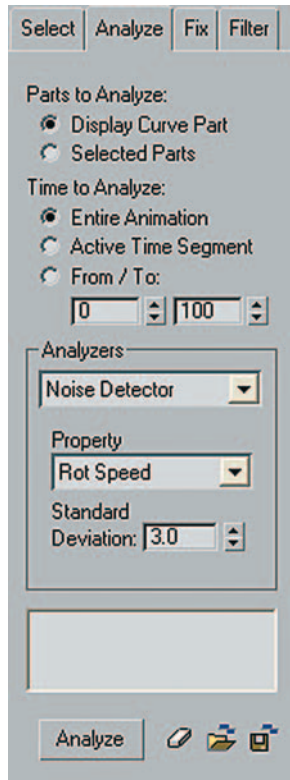 Select Analyze Fix Filter
Parts to Analyze:
Display Curve Part
Selected Parts
Time to Analyze:
Entire Animation
Active Time Segment
From / To:
0 100
Analyzers
Noise Detector
Property
Rot Speed
Standard
Deviation: 3.0
Analyze